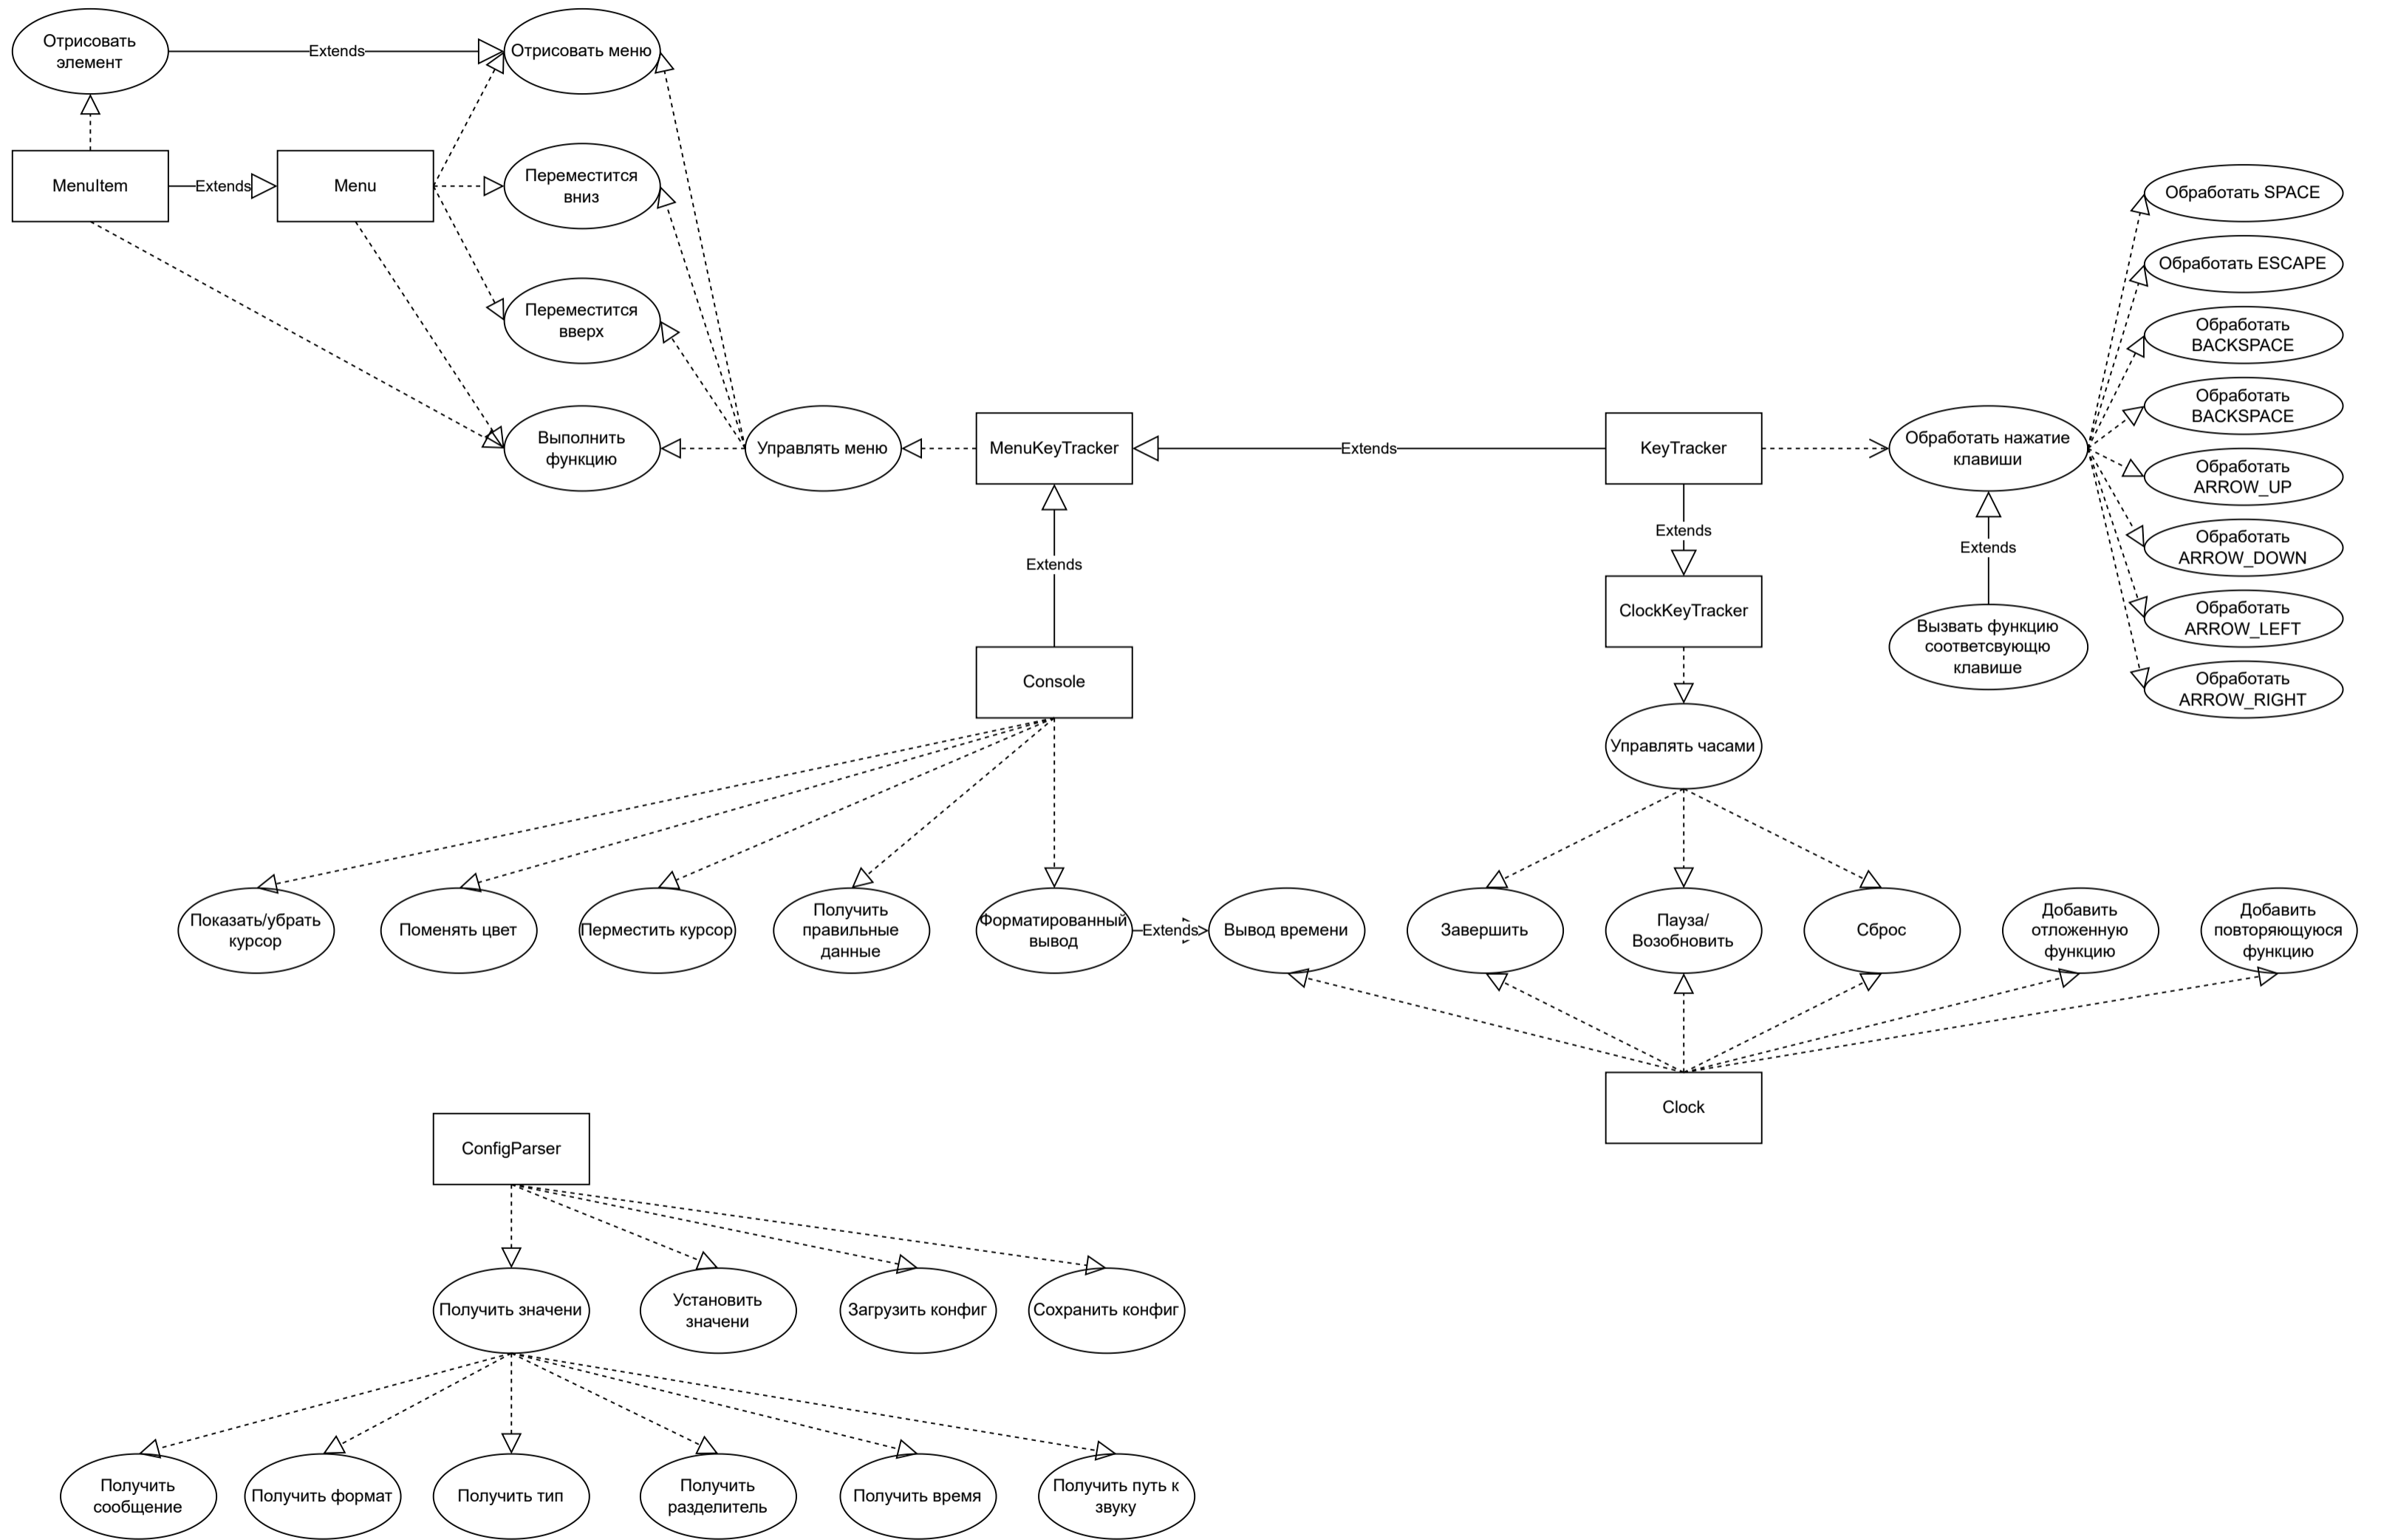 Отрисовать
элемент
Extends
Отрисовать меню
MenuItem
Extends
Menu
Переместится
вниз
Переместится
вверх
Выполнить
функцию
Управлять меню
MenuKeyTracker
Extends
KeyTracker
Обработать нажатие
клавиши
Обработать SPACE
Обработать ESCAPE
Обработать
BACKSPACE
Обработать
BACKSPACE
Обработать
ARROW_UP
Обработать
ARROW_DOWN
Обработать
ARROW_LEFT
Обработать
ARROW_RIGHT
Extends
Вызвать функцию
соответсвующю
клавише
Extends
ClockKeyTracker
Extends
Console
Управлять часами
Показать/убрать
курсор
Поменять цвет
Перместить курсор
Получить
правильные
данные
Форматированный
вывод
Extends
Вывод времени
Завершить
Пауза/
Возобновить
Сброс
Добавить
отложенную
функцию
Добавить
повторяющуюся
функцию
Clock
ConfigParser
Получить значени
Установить
значени
Загрузить конфиг
Сохранить конфиг
Получить
сообщение
Получить формат
Получить тип
Получить
разделитель
Получить время
Получить путь к
звуку